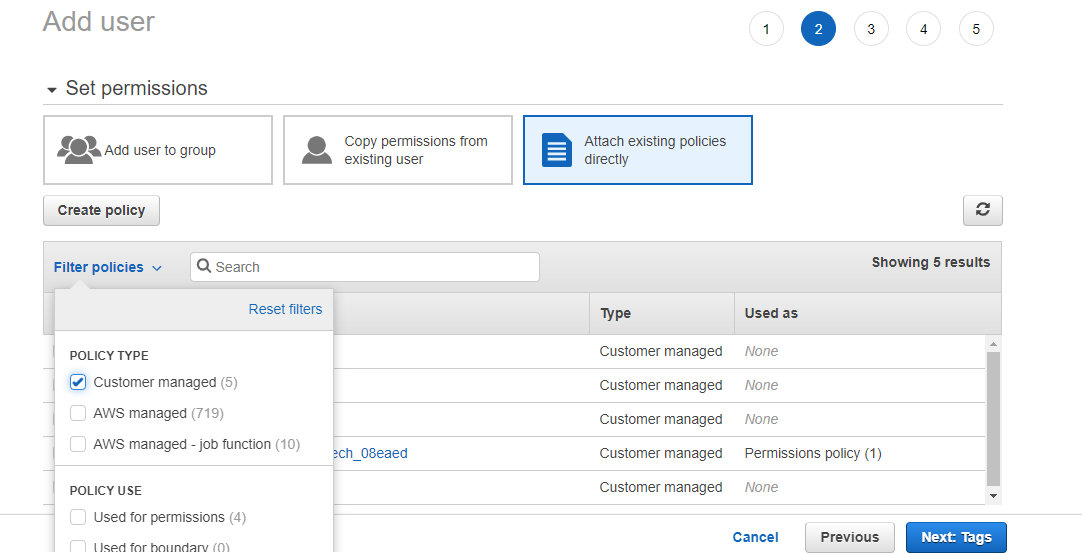 Add user
1 2 3 4 5
Set permissions
Add user to group
Copy permissions from
existing user
Attach existing policies
directly
Create policy
Filter policies
Search
Showing 5 results
Reset filters
Type
Used as
POLICY TYPE
Customer managed
None
Customer managed (5)
Customer managed
None
AWS managed (719)
Customer managed
None
AWS managed - job function (10)
ech_08eaed
Customer managed
Permissions policy (1)
POLICY USE
Customer managed
None
Used for permissions (4)
Used for boundary (0)
Cancel
Previous
Next: Tags